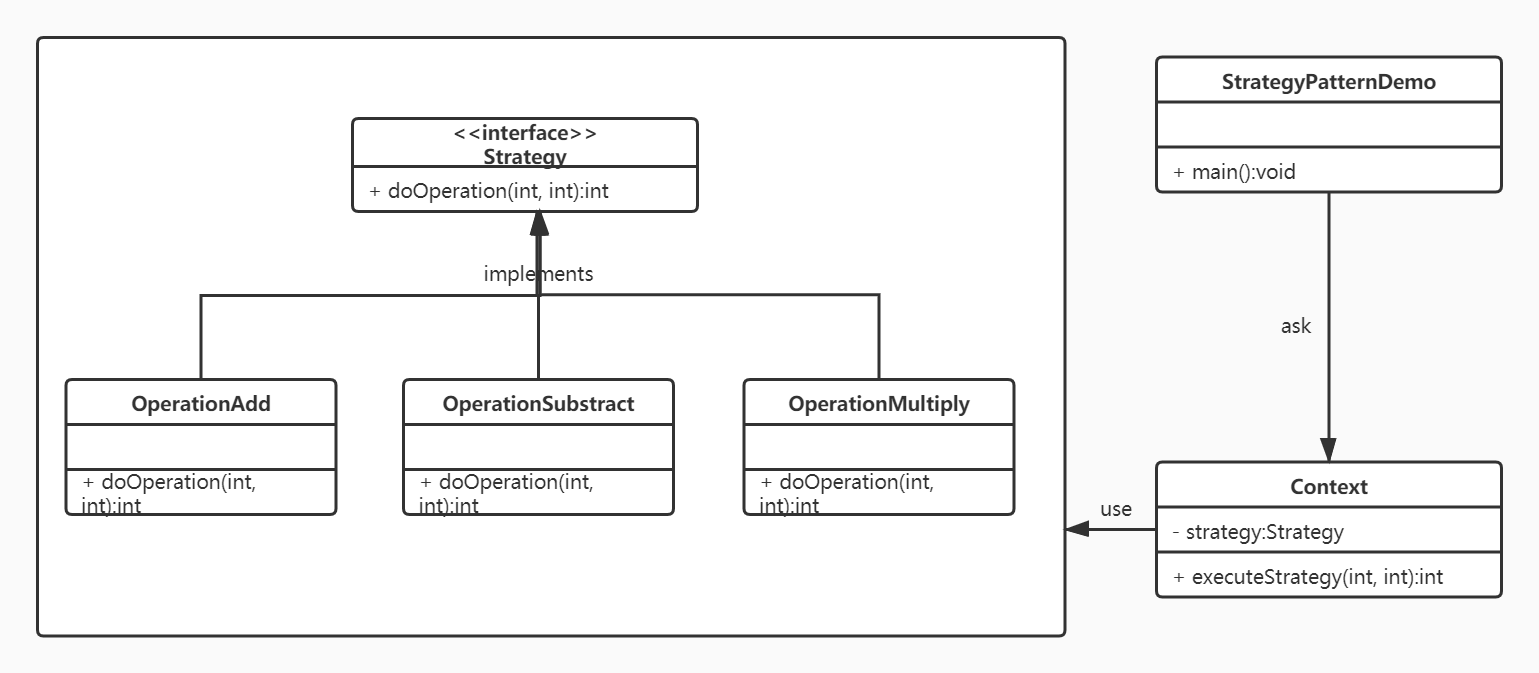 StrategyPatternDemo
+ main():void
<<interface>>
Strategy
+ doOperation(int, int):int
implements
ask
OperationAdd
+ doOperation(int,
int):int
OperationSubstract
+ doOperation(int,
int):int
OperationMultiply
+ doOperation(int,
int):int
use
Context
- strategy:Strategy
+ executeStrategy(int, int):int